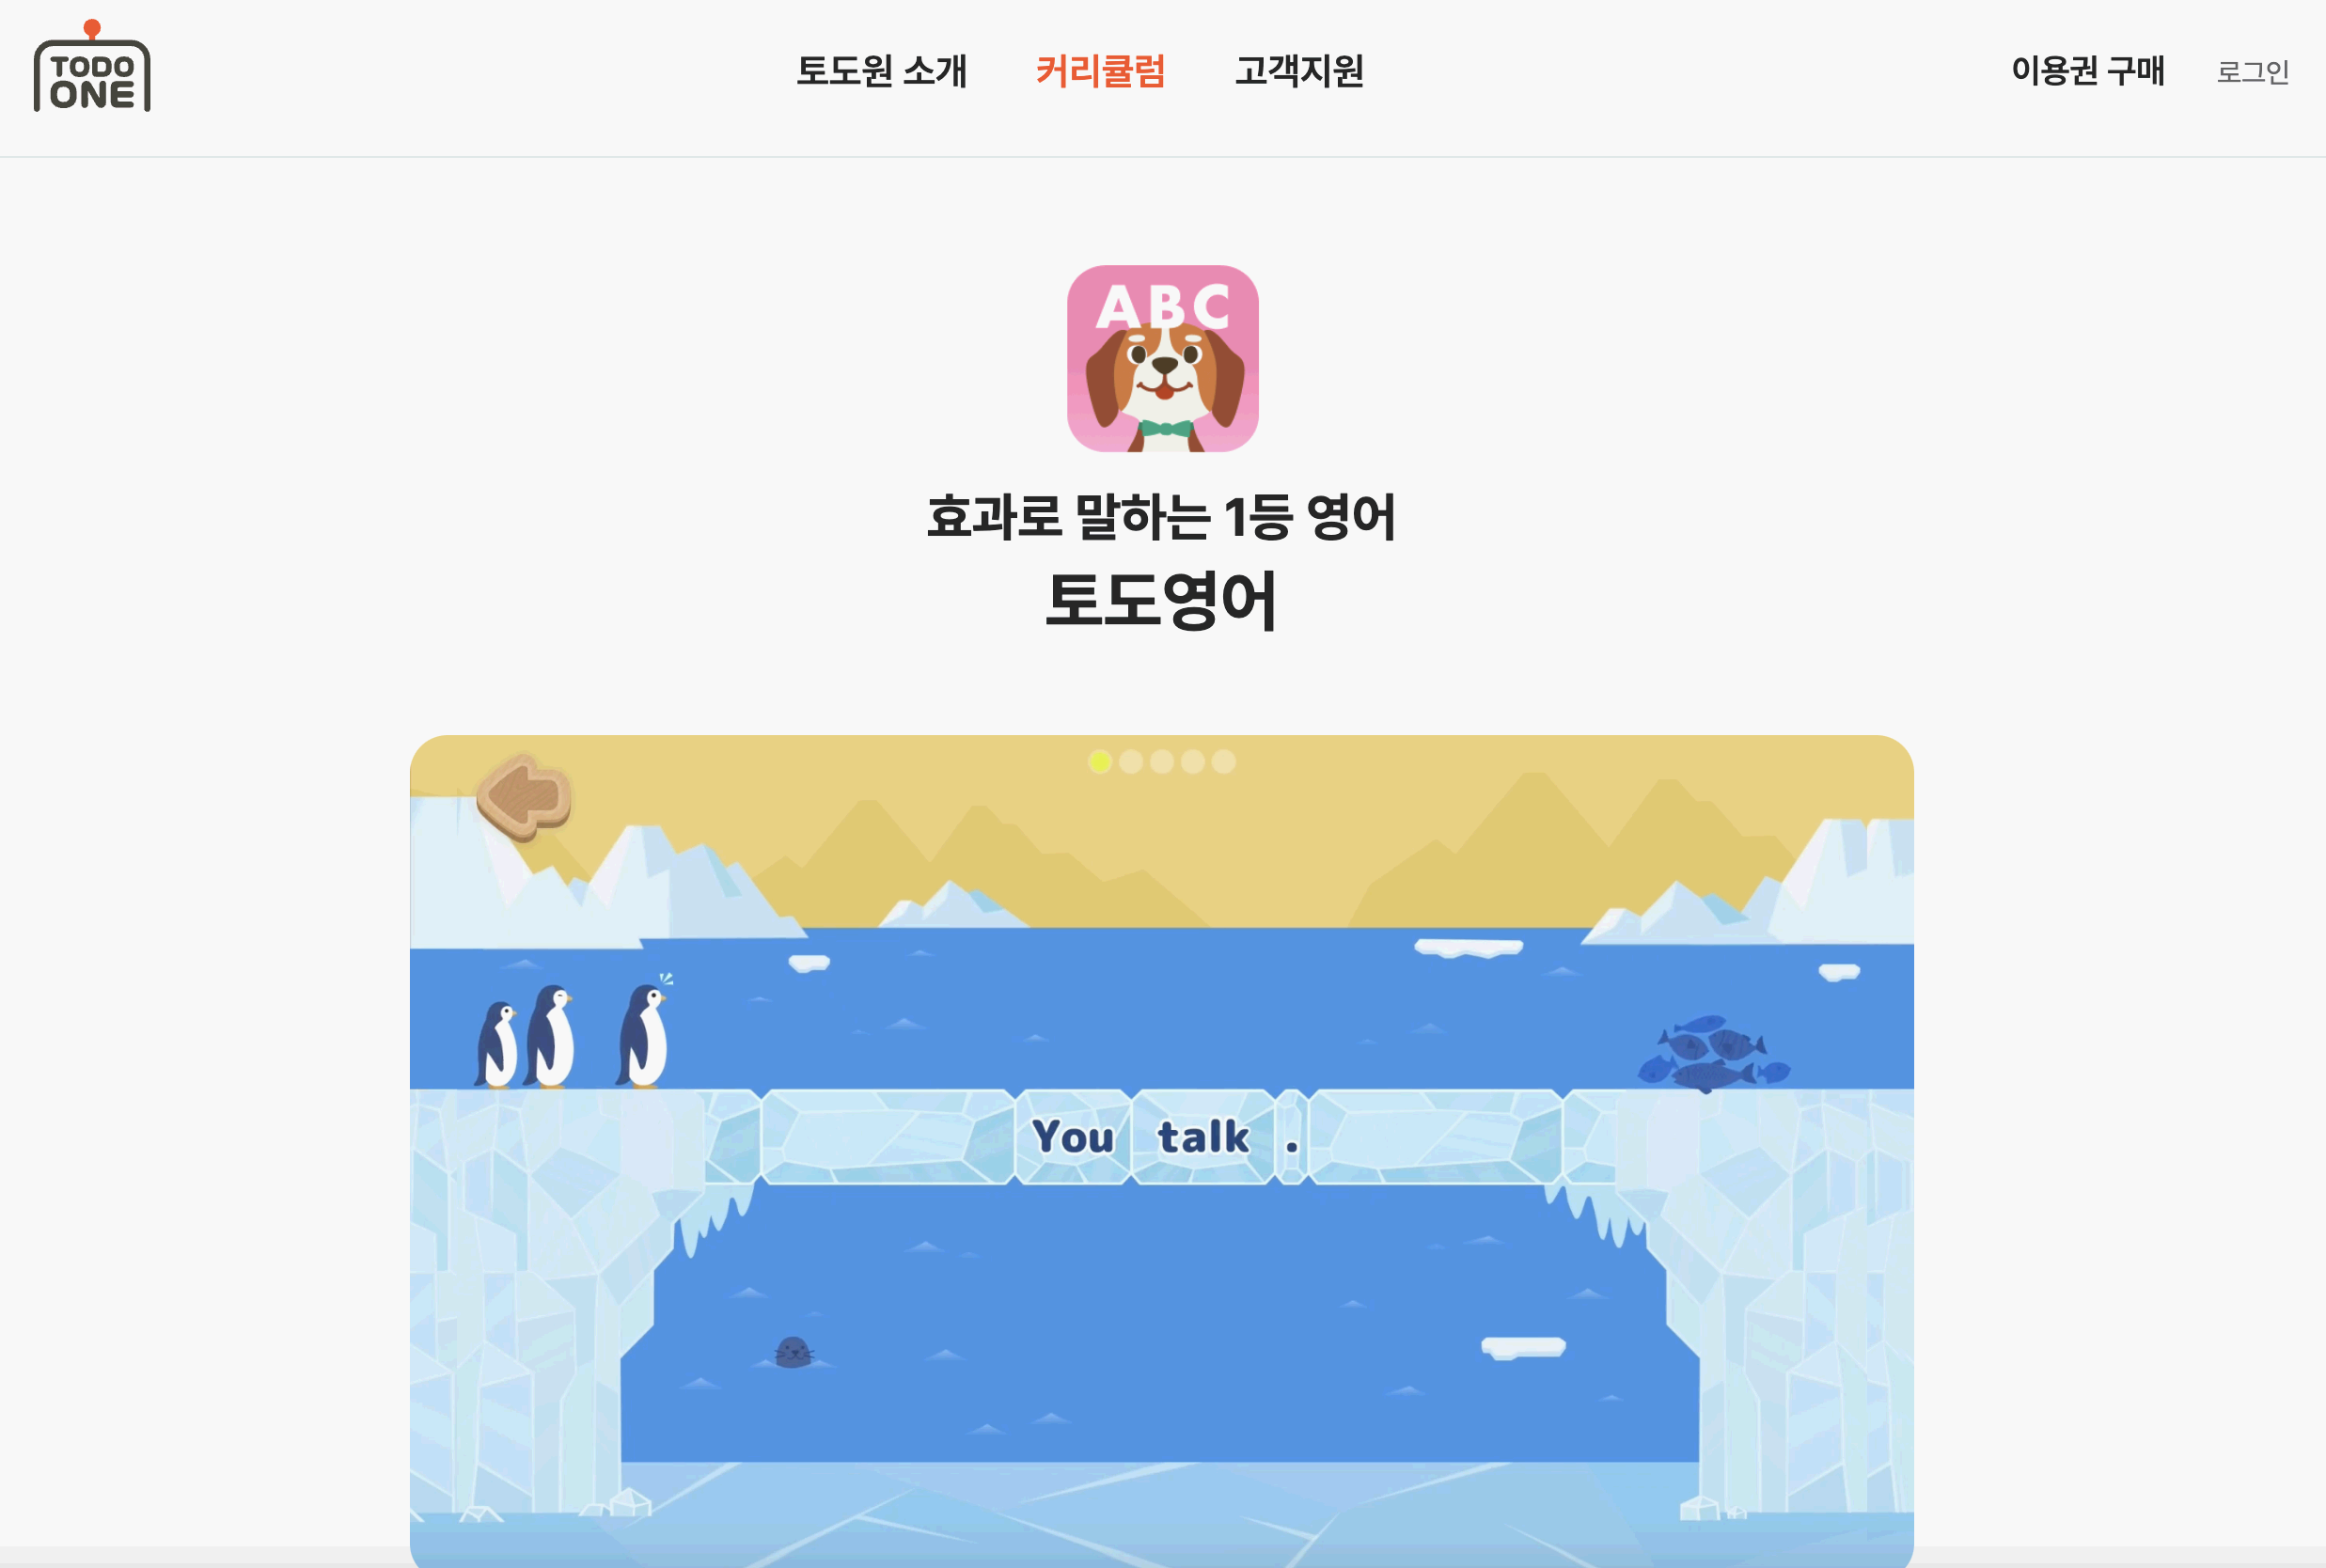 TODO
ONE
토도원 소개 커리큘럼 고객지원 이용권 구매 로그인
ABC
효과로 말하는 1등 영어
토도영어
You talk .